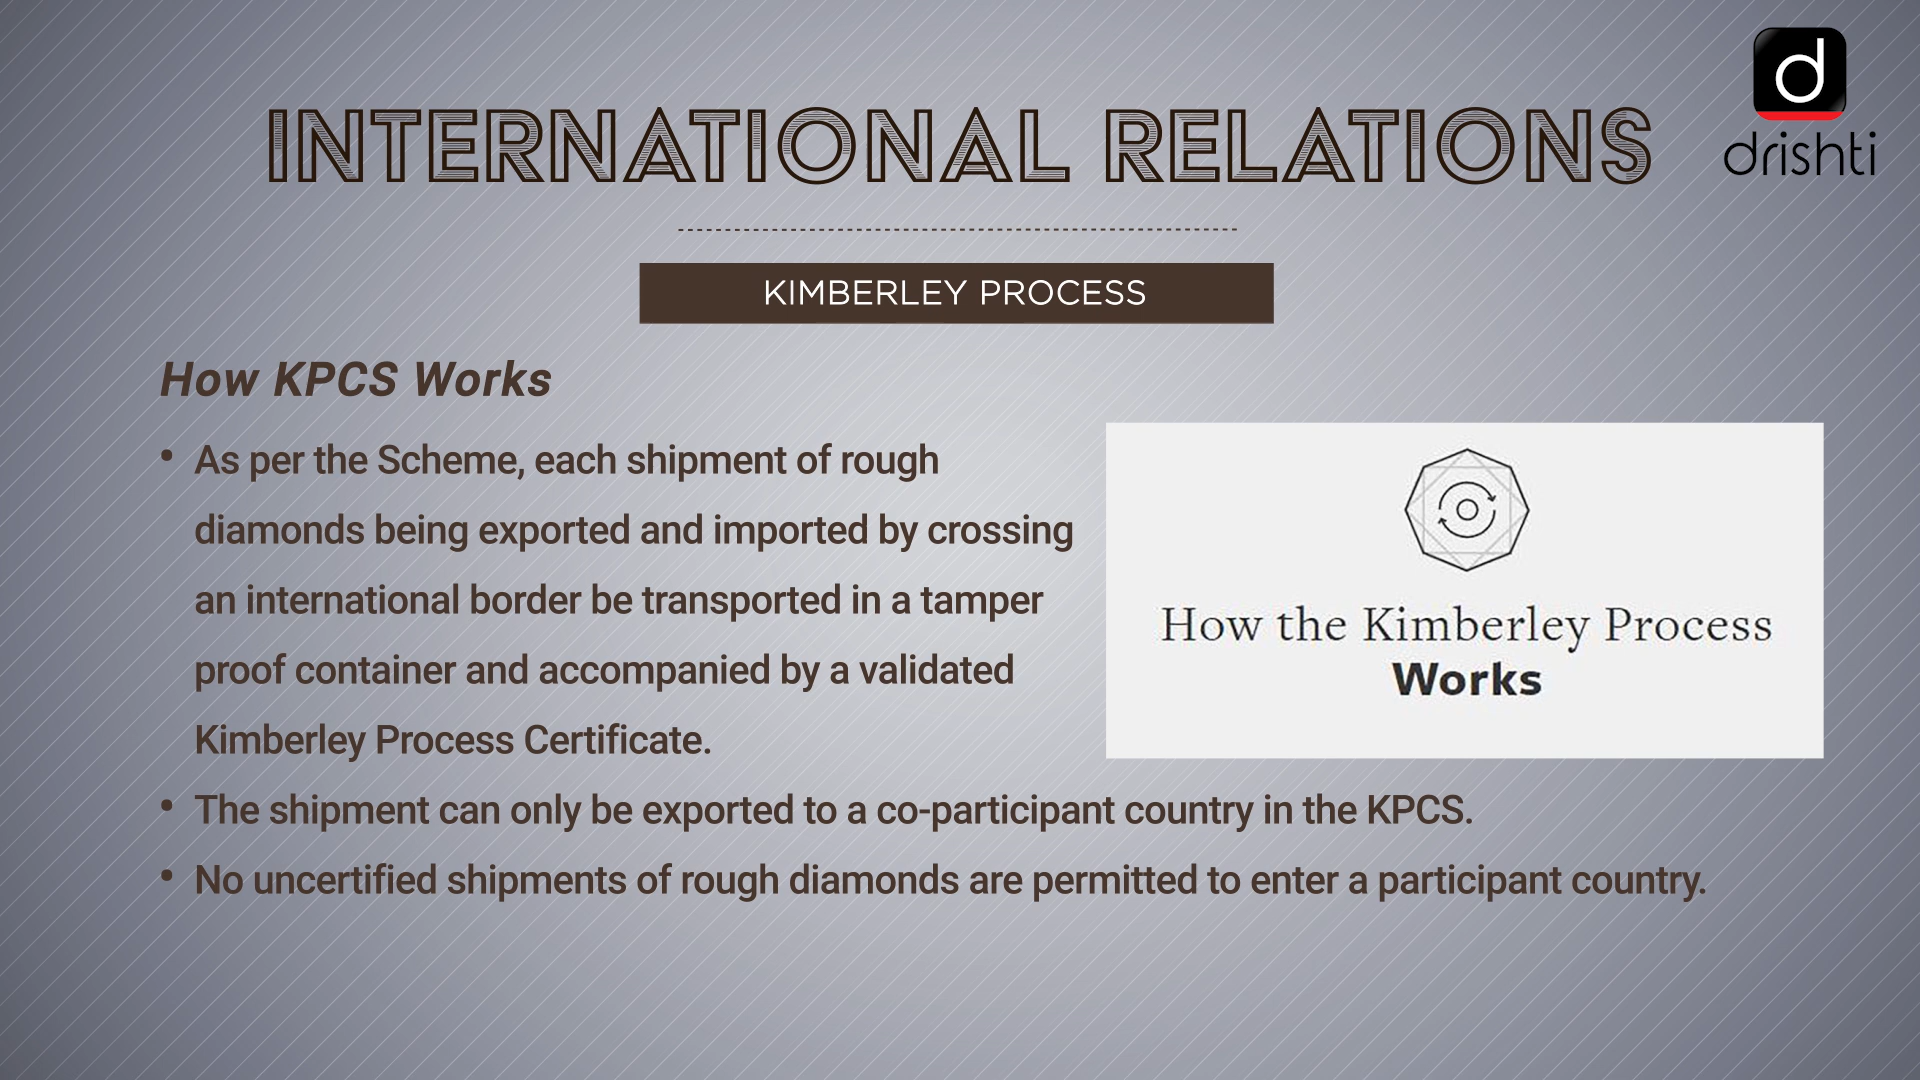 INTERNATIONAL RELATIONS
d
drishti
KIMBERLEY PROCESS
How KPCS Works
• As per the Scheme, each shipment of rough
diamonds being exported and imported by crossing
an international border be transported in a tamper
proof container and accompanied by a validated
Kimberley Process Certificate.
How the Kimberley Process
Works
• The shipment can only be exported to a co-participant country in the KPCS.
• No uncertified shipments of rough diamonds are permitted to enter a participant country.